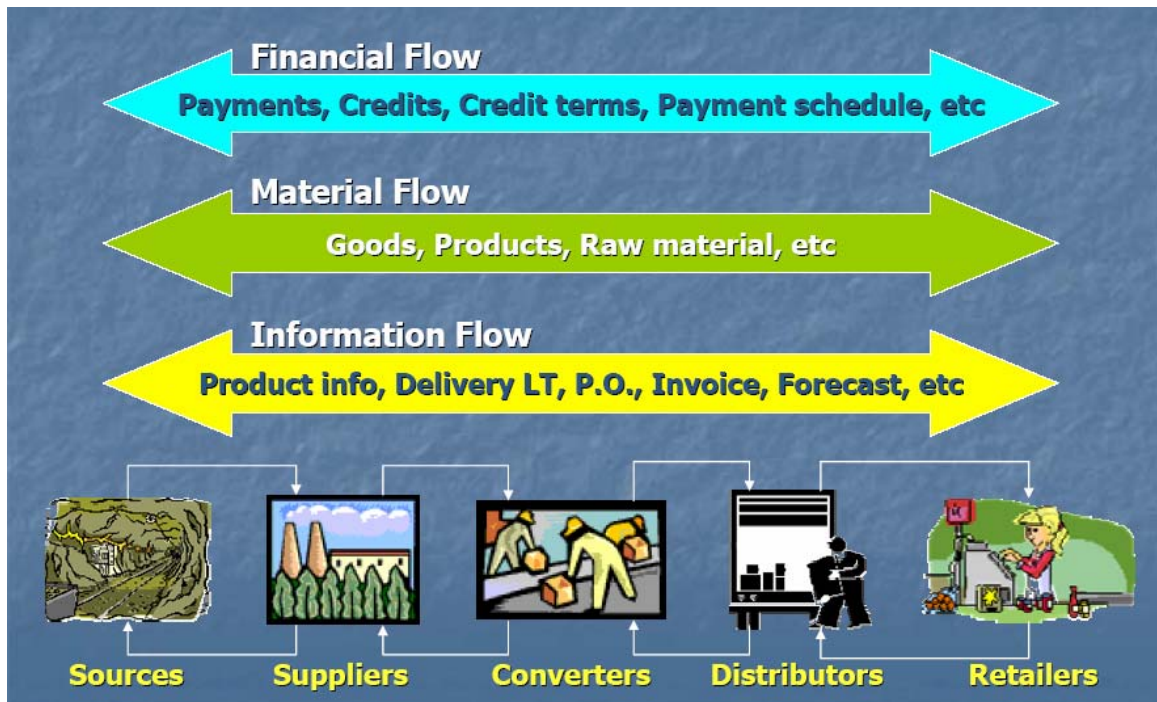 Financial Flow
Payments, Credits, Credit terms, Payment schedule, etc
Material Flow
Goods, Products, Raw material, etc
Information Flow
Product info, Delivery LT, P.O., Invoice, Forecast, etc
Sources
Suppliers
Converters
Distributors
Retailers